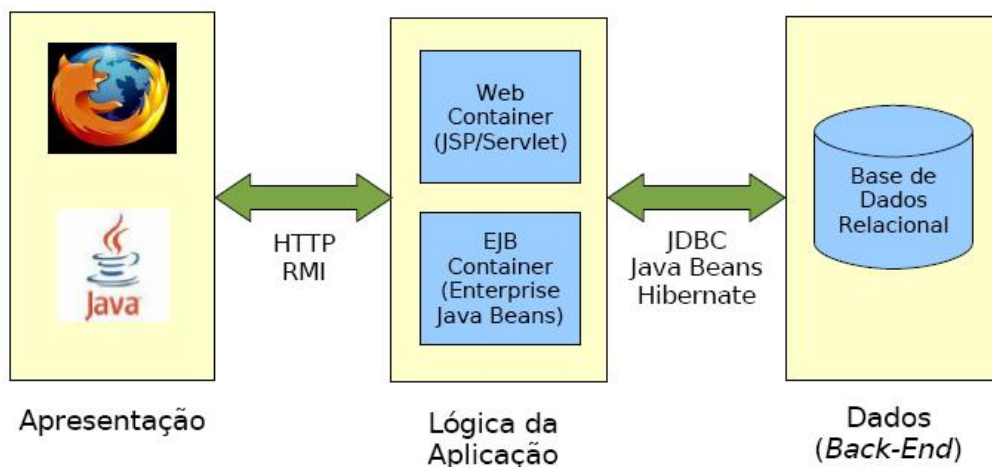 Java
Apresentação
HTTP
RMI
Web
Container
(JSP/Servlet)
EJB
Container
(Enterprise
Java Beans)
Lógica da
Aplicação
JDBC
Java Beans
Hibernate
Base de
Dados
Relacional
Dados
(Back-End)